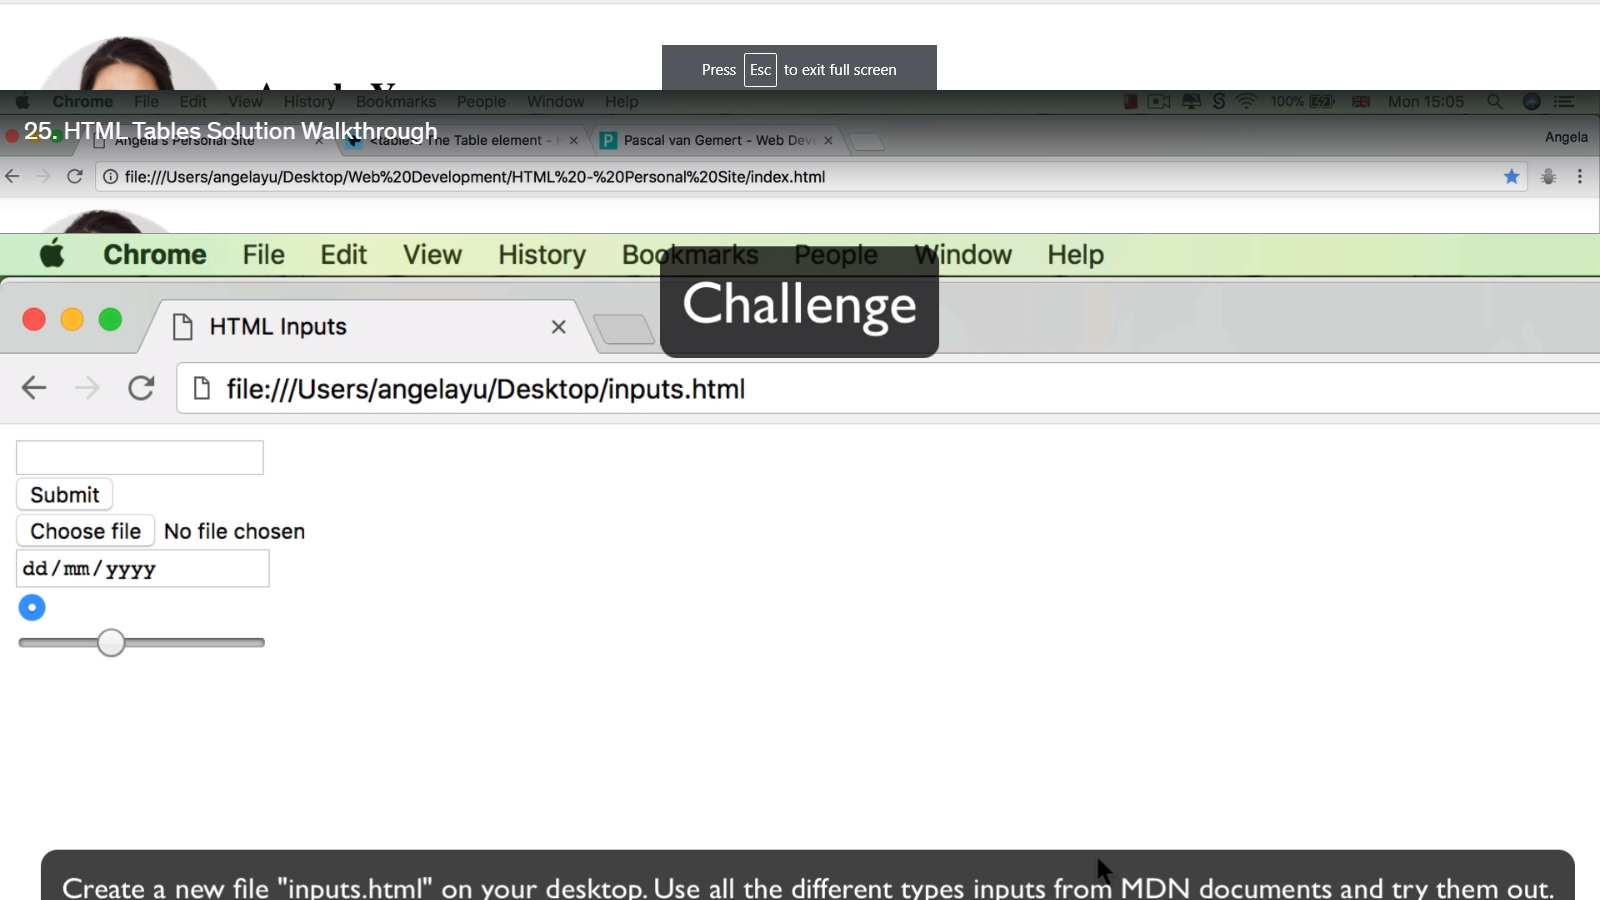 Press Esc to exit full screen
Chrome File Edit View History Bookmarks People Window Help 100% Mon 15:05
25. HTML Tables Solution Walkthrough
Angela's Personal Site The Table element - Pascal van Gemert - Web Deve Angela
file:///Users/angelayu/Desktop/Web%20Development/HTML%20-%20Personal%20Site/index.html
Chrome File Edit View History Bookmarks People Window Help
Challenge
HTML Inputs
file:///Users/angelayu/Desktop/inputs.html
Submit
Choose file No file chosen
dd/mm/yyyy
Create a new file "inputs.html" on your desktop. Use all the different types inputs from MDN documents and try them out.